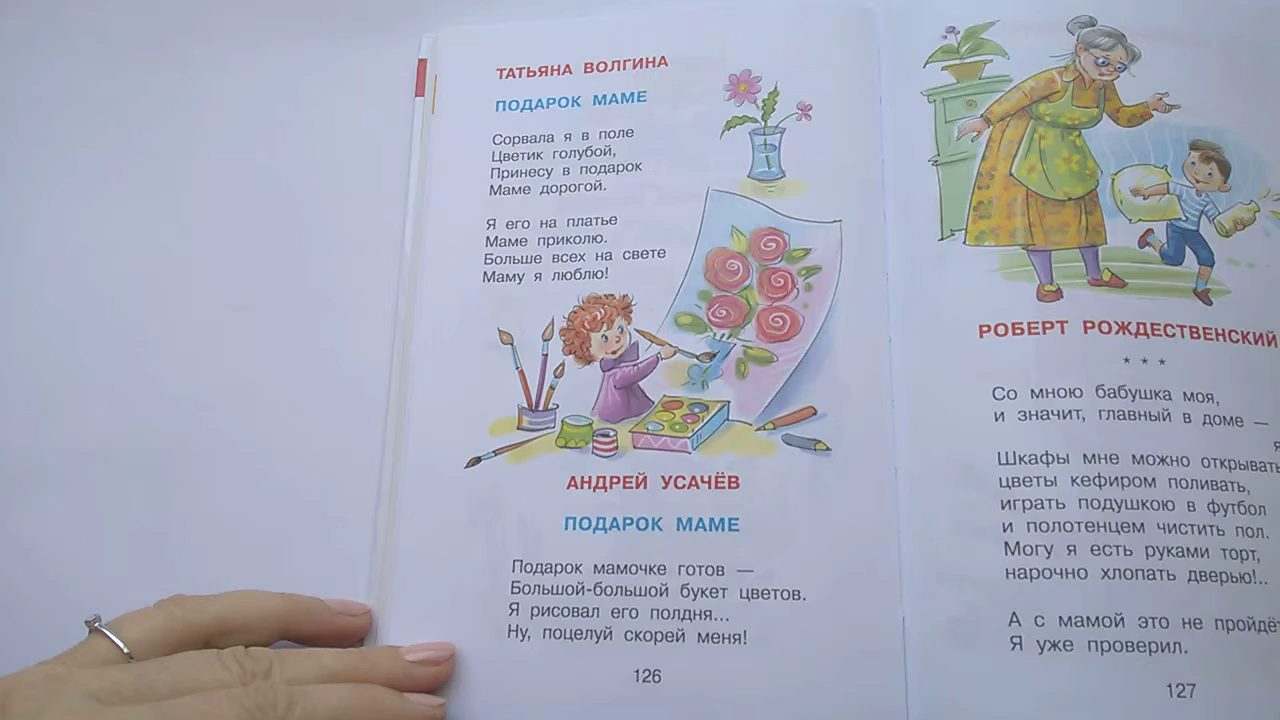 ТАТЬЯНА ВОЛГИНА
ПОДАРОК МАМЕ
Сорвала я в поле
Цветик голубой,
Принесу в подарок
Маме дорогой.
Я его на платье
Маме приколю.
Больше всех на свете
Маму я люблю!
АНДРЕЙ УСАЧЁВ
ПОДАРОК МАМЕ
Подарок мамочке готов —
Большой-большой букет цветов.
Я рисовал его полдня...
Ну, поцелуй скорей меня!
126
РОБЕРТ РОЖДЕСТВЕНСКИЙ
* * *
Со мною бабушка моя,
и значит, главный в доме —
я
Шкафы мне можно открывать
цветы кефиром поливать,
играть подушкою в футбол
и полотенцем чистить пол.
Могу я есть руками торт,
нарочно хлопать дверью!..
А с мамой это не пройдёт
Я уже проверил.
127